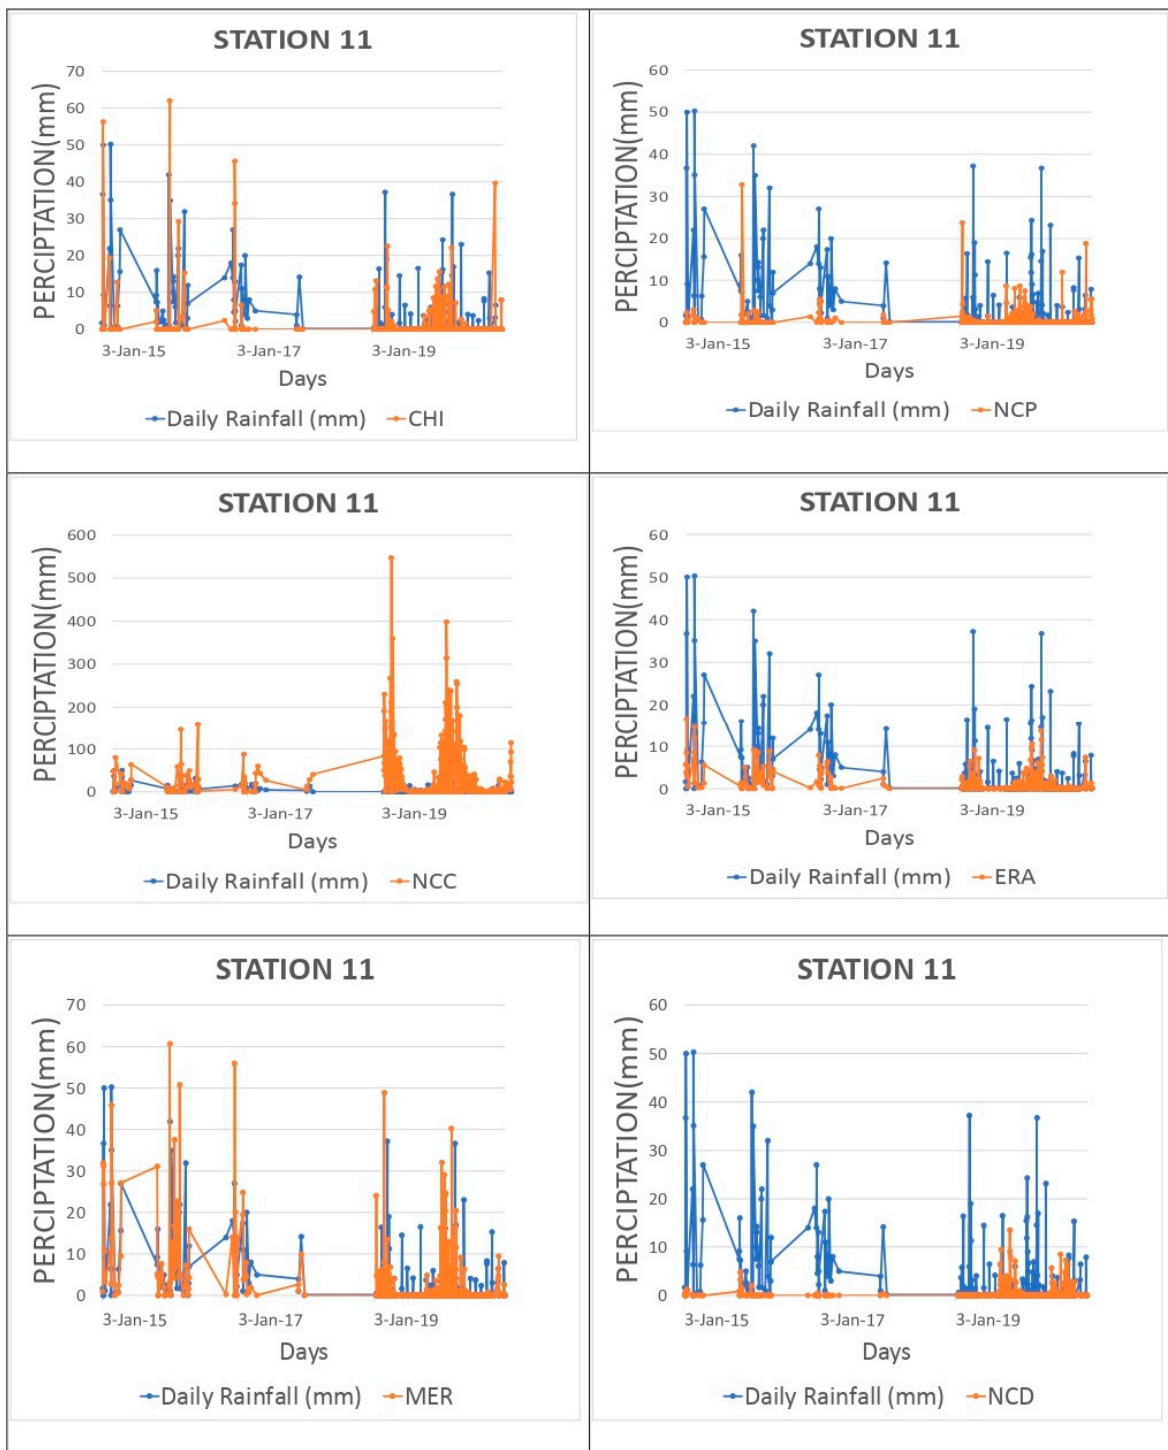 STATION 11
PERCIPTATION(mm)
70
60
50
40
30
20
10
0
3-Jan-15 3-Jan-17 3-Jan-19
Days
Daily Rainfall (mm) CHI
STATION 11
PERCIPTATION(mm)
60
50
40
30
20
10
0
3-Jan-15 3-Jan-17 3-Jan-19
Days
Daily Rainfall (mm) NCP
STATION 11
PERCIPTATION(mm)
600
500
400
300
200
100
0
3-Jan-15 3-Jan-17 3-Jan-19
Days
Daily Rainfall (mm) NCC
STATION 11
PERCIPTATION(mm)
60
50
40
30
20
10
0
3-Jan-15 3-Jan-17 3-Jan-19
Days
Daily Rainfall (mm) ERA
STATION 11
PERCIPTATION(mm)
70
60
50
40
30
20
10
0
3-Jan-15 3-Jan-17 3-Jan-19
Days
Daily Rainfall (mm) MER
STATION 11
PERCIPTATION(mm)
60
50
40
30
20
10
0
3-Jan-15 3-Jan-17 3-Jan-19
Days
Daily Rainfall (mm) NCD